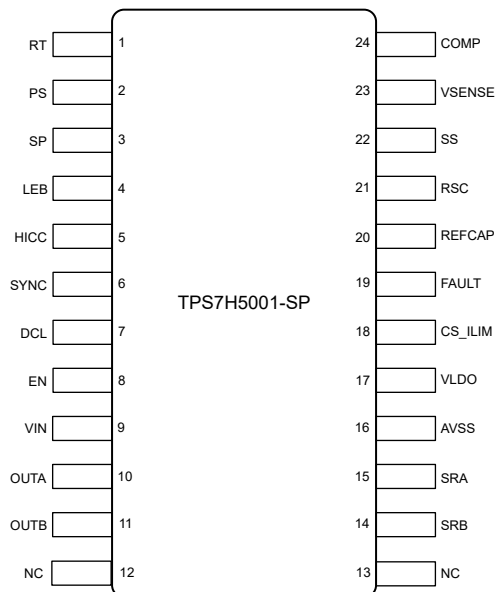 RT 1 24 COMP
PS 2 23 VSENSE
SP 3 22 SS
LEB 4 21 RSC
HICC 5 20 REFCAP
SYNC 6 19 FAULT
TPS7H5001-SP
DCL 7 18 CS_ILIM
EN 8 17 VLDO
VIN 9 16 AVSS
OUTA 10 15 SRA
OUTB 11 14 SRB
NC 12 13 NC